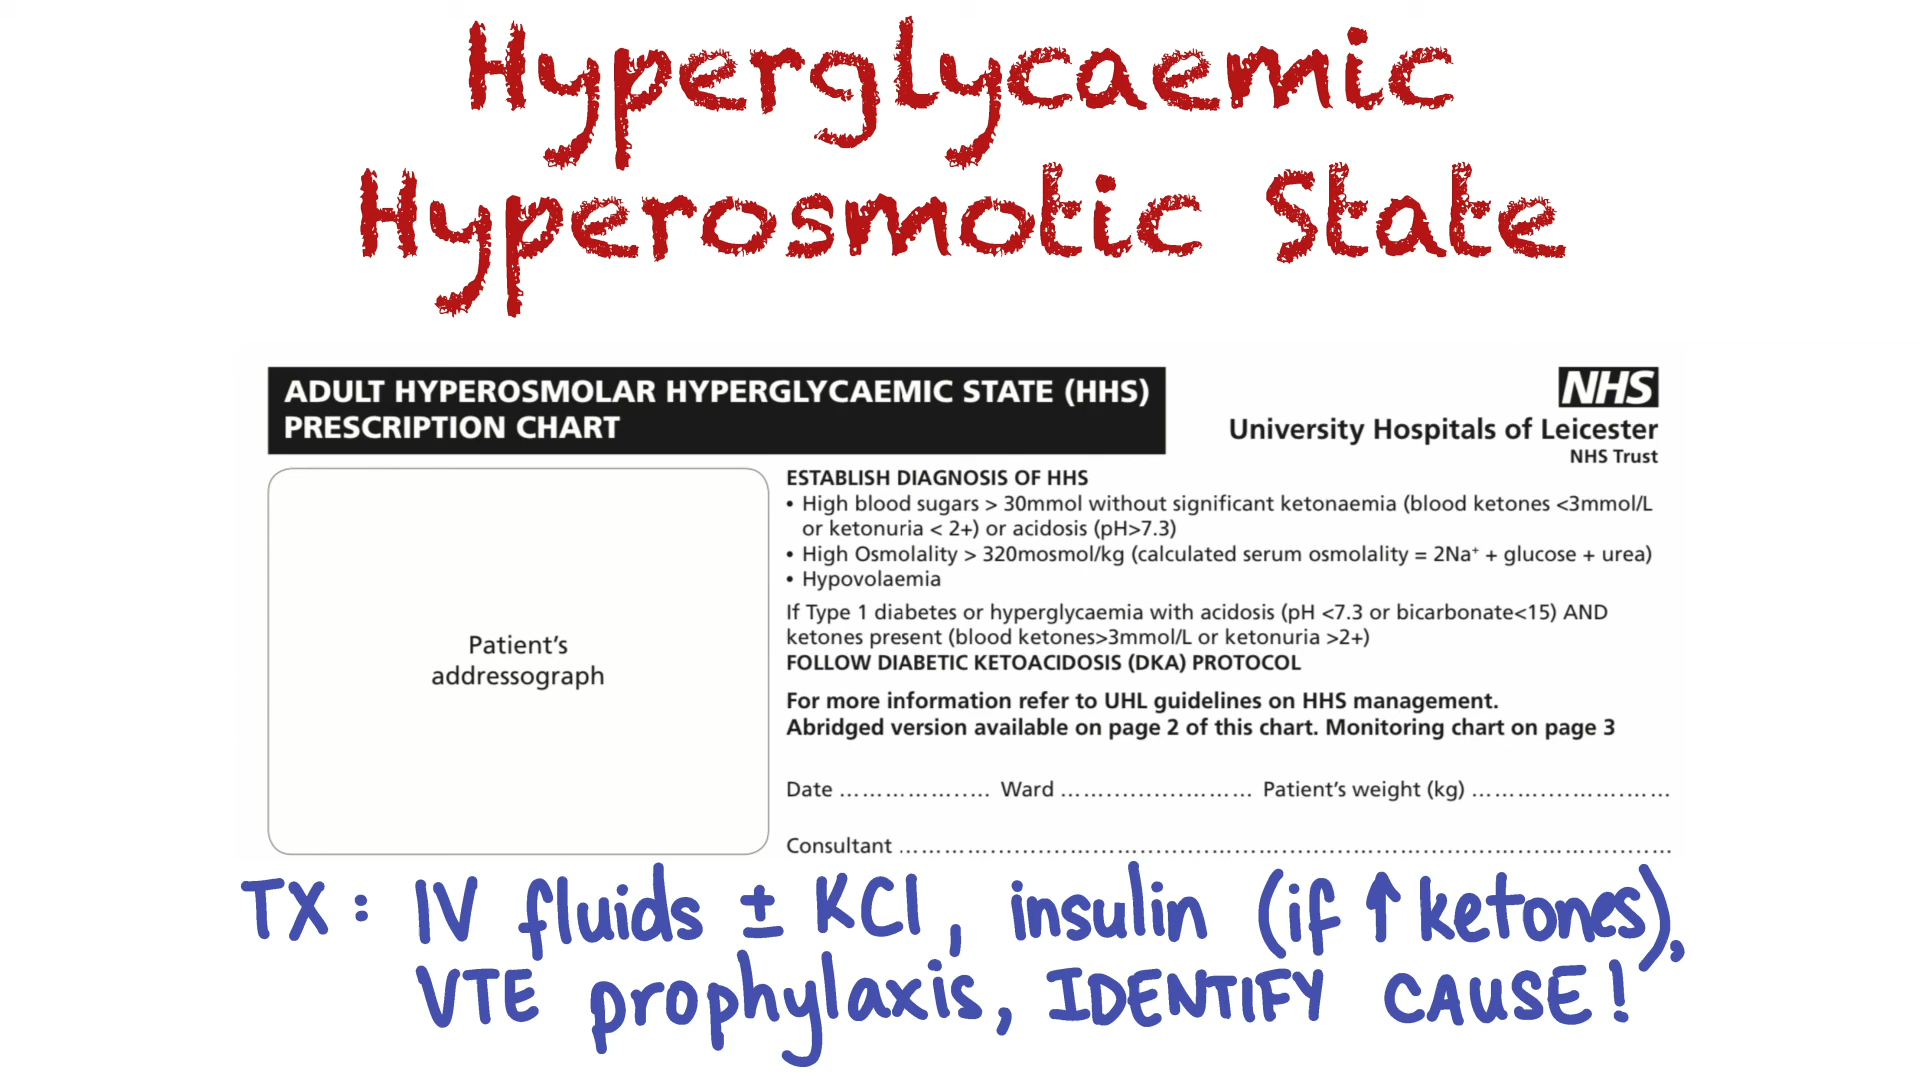 Hyperglycaemic
Hyperosmotic State
ADULT HYPEROSMOLAR HYPERGLYCAEMIC STATE (HHS)
PRESCRIPTION CHART
NHS
University Hospitals of Leicester
NHS Trust
Patient's
addressograph
ESTABLISH DIAGNOSIS OF HHS
• High blood sugars > 30mmol without significant ketonaemia (blood ketones <3mmol/L
or ketonuria < 2+) or acidosis (pH>7.3)
• High Osmolality > 320mosmol/kg (calculated serum osmolality = 2Na⁺ + glucose + urea)
• Hypovolaemia
If Type 1 diabetes or hyperglycaemia with acidosis (pH <7.3 or bicarbonate<15) AND
ketones present (blood ketones>3mmol/L or ketonuria >2+)
FOLLOW DIABETIC KETOACIDOSIS (DKA) PROTOCOL
For more information refer to UHL guidelines on HHS management.
Abridged version available on page 2 of this chart. Monitoring chart on page 3
Date ..................... Ward ........................... Patient's weight (kg) ...........................
Consultant ....................................................................................................
TX: IV fluids ± KCl, insulin (if ↑ ketones),
VTE prophylaxis, IDENTIFY CAUSE!